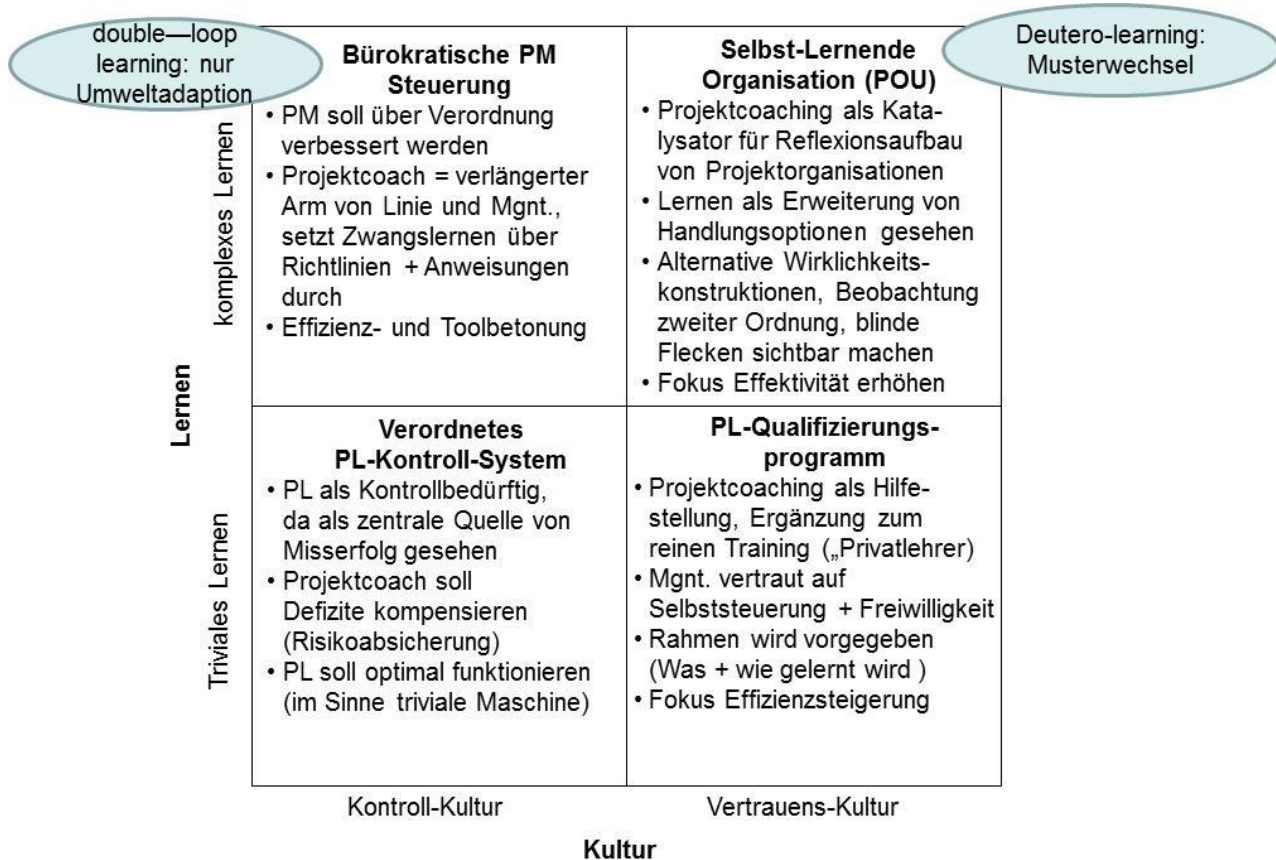 double—loop
learning: nur
Umweltadaption
Deutero-learning:
Musterwechsel
Bürokratische PM
Steuerung
• PM soll über Verordnung
verbessert werden
• Projektcoach = verlängerter
Arm von Linie und Mgnt.,
setzt Zwangslernen über
Richtlinien + Anweisungen
durch
• Effizienz- und Toolbetonung
Selbst-Lernende
Organisation (POU)
• Projektcoaching als Kata-
lysator für Reflexionsaufbau
von Projektorganisationen
• Lernen als Erweiterung von
Handlungsoptionen gesehen
• Alternative Wirklichkeits-
konstruktionen, Beobachtung
zweiter Ordnung, blinde
Flecken sichtbar machen
• Fokus Effektivität erhöhen
komplexes Lernen
Lernen
Triviales Lernen
Verordnetes
PL-Kontroll-System
• PL als Kontrollbedürftig,
da als zentrale Quelle von
Misserfolg gesehen
• Projektcoach soll
Defizite kompensieren
(Risikoabsicherung)
• PL soll optimal funktionieren
(im Sinne triviale Maschine)
PL-Qualifizierungs-
programm
• Projektcoaching als Hilfe-
stellung, Ergänzung zum
reinen Training („Privatlehrer)
• Mgnt. vertraut auf
Selbststeuerung + Freiwilligkeit
• Rahmen wird vorgegeben
(Was + wie gelernt wird )
• Fokus Effizienzsteigerung
Kontroll-Kultur
Vertrauens-Kultur
Kultur